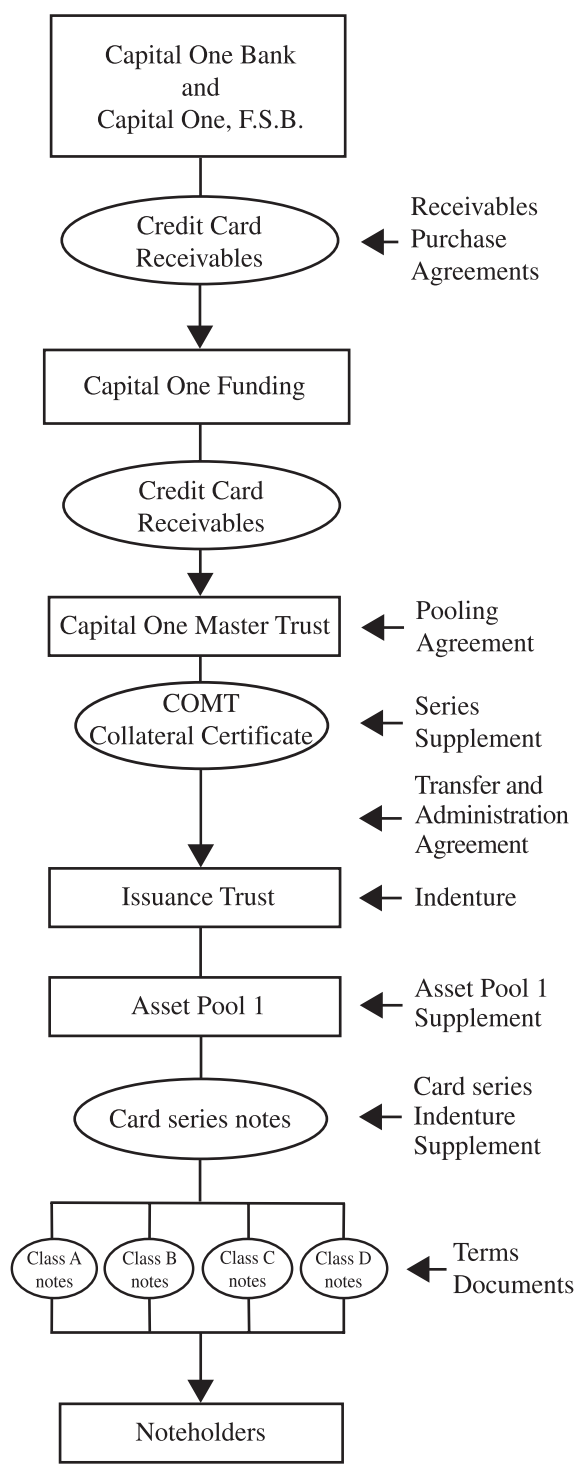 Capital One Bank
and
Capital One, F.S.B.
Credit Card
Receivables
Receivables
Purchase
Agreements
Capital One Funding
Credit Card
Receivables
Capital One Master Trust
Pooling
Agreement
COMT
Collateral Certificate
Series
Supplement
Transfer and
Administration
Agreement
Issuance Trust
Indenture
Asset Pool 1
Asset Pool 1
Supplement
Card series notes
Card series
Indenture
Supplement
Class A
notes
Class B
notes
Class C
notes
Class D
notes
Terms
Documents
Noteholders